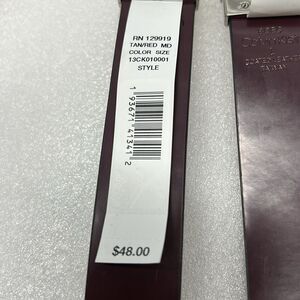 RN 129919
TAN/RED MD
COLOR SIZE
13CK010001
STYLE
1 93671 41341 2
$48.00